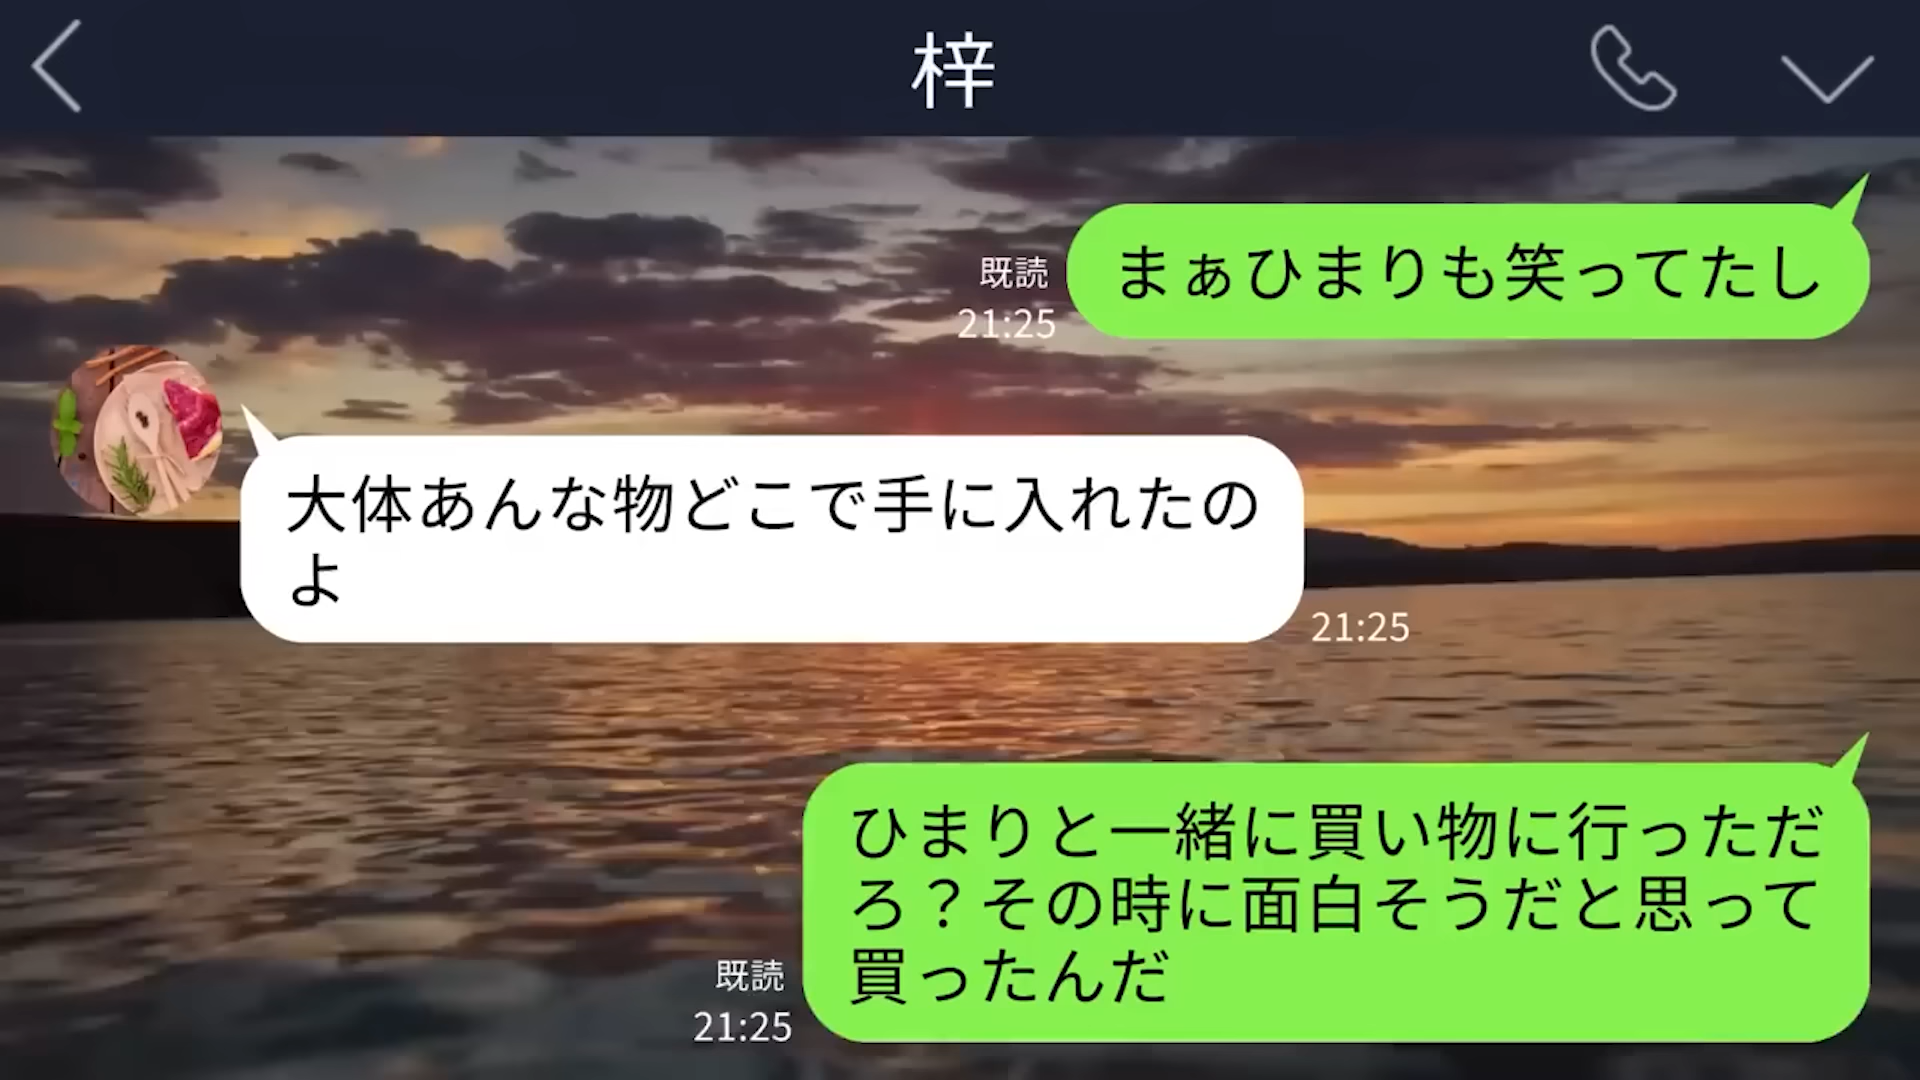 梓
まぁひまりも笑ってたし
既読
21:25
大体あんな物どこで手に入れたの
よ
21:25
ひまりと一緒に買い物に行っただ
ろ？その時に面白そうだと思って
買ったんだ
既読
21:25